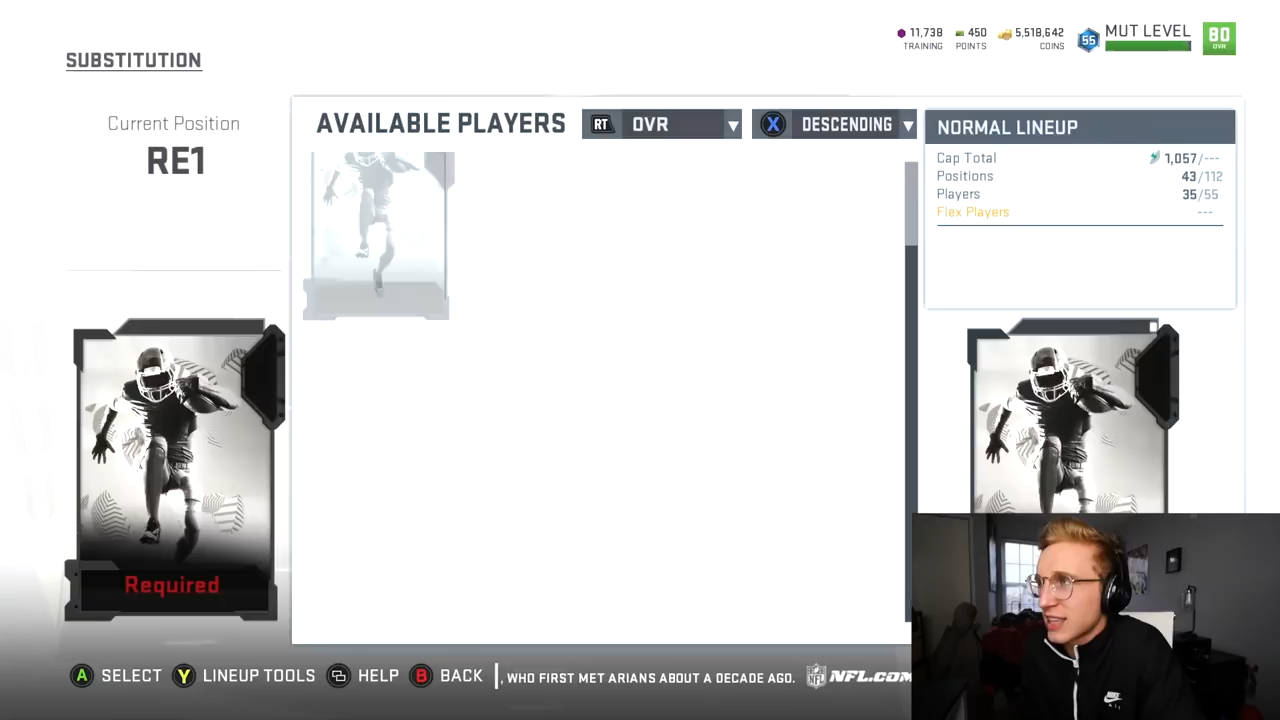 SUBSTITUTION
11,738
TRAINING
450
POINTS
5,518,642
COINS
55
MUT LEVEL
80
OVR
Current Position
RE1
AVAILABLE PLAYERS
RT OVR
X DESCENDING
NORMAL LINEUP
Cap Total 1,057/---
Positions 43/112
Players 35/55
Flex Players ---
Required
A SELECT Y LINEUP TOOLS HELP B BACK
, WHO FIRST MET ARIANS ABOUT A DECADE AGO.
NFL NFL.COM